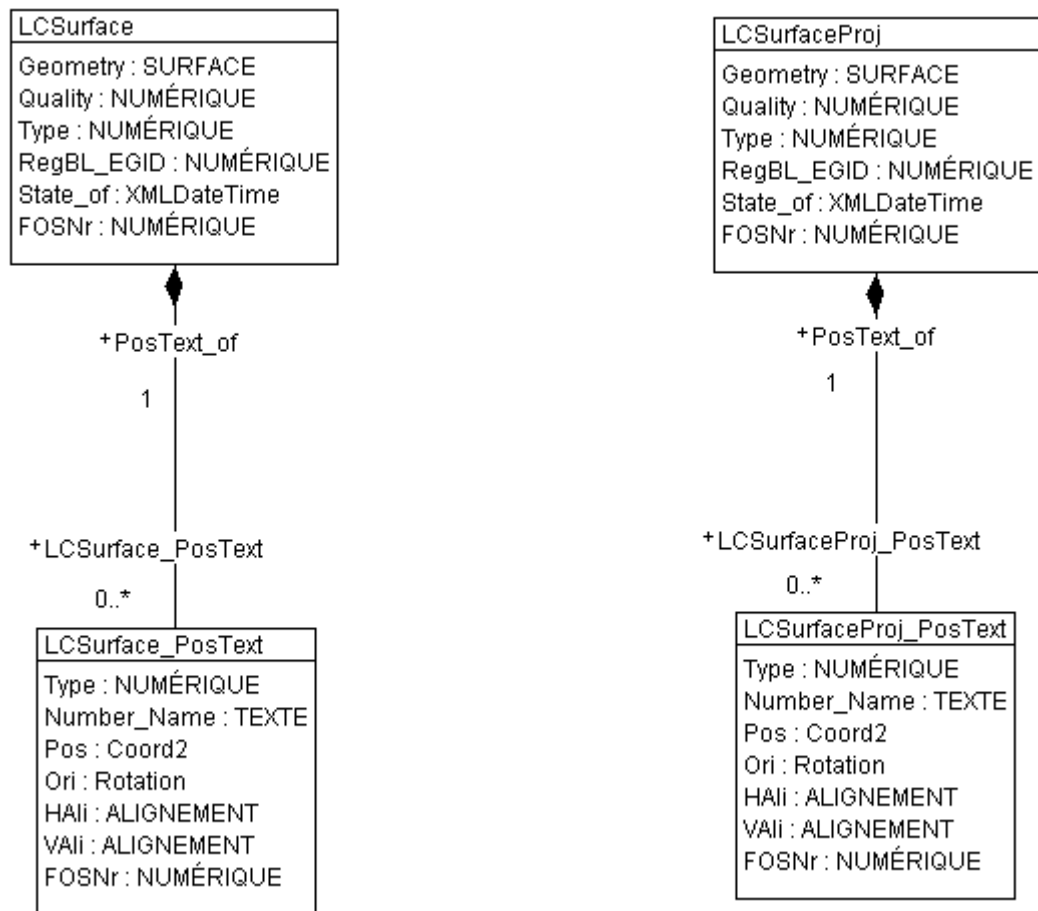 LCSurface
Geometry : SURFACE
Quality : NUMÉRIQUE
Type : NUMÉRIQUE
RegBL_EGID : NUMÉRIQUE
State_of : XMLDateTime
FOSNr : NUMÉRIQUE
+PosText_of
1
+LCSurface_PosText
0..*
LCSurface_PosText
Type : NUMÉRIQUE
Number_Name : TEXTE
Pos : Coord2
Ori : Rotation
HAli : ALIGNEMENT
VAli : ALIGNEMENT
FOSNr : NUMÉRIQUE
LCSurfaceProj
Geometry : SURFACE
Quality : NUMÉRIQUE
Type : NUMÉRIQUE
RegBL_EGID : NUMÉRIQUE
State_of : XMLDateTime
FOSNr : NUMÉRIQUE
+PosText_of
1
+LCSurfaceProj_PosText
0..*
LCSurfaceProj_PosText
Type : NUMÉRIQUE
Number_Name : TEXTE
Pos : Coord2
Ori : Rotation
HAli : ALIGNEMENT
VAli : ALIGNEMENT
FOSNr : NUMÉRIQUE